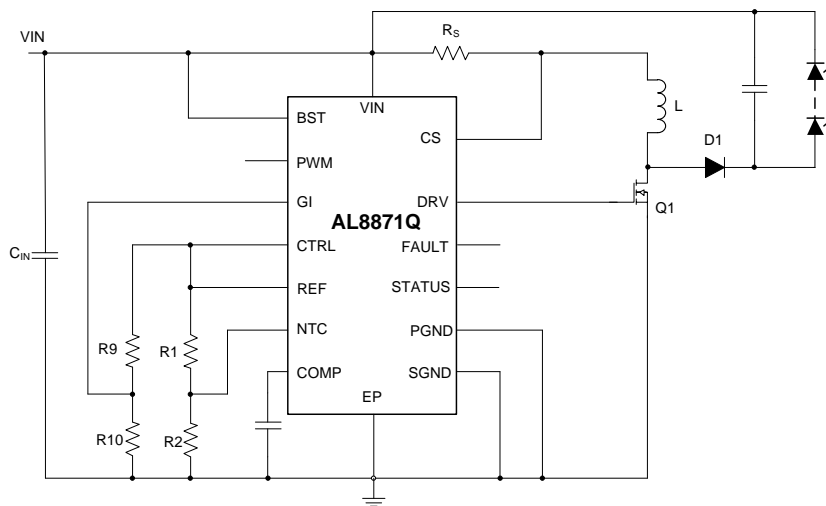 VIN
RS
VIN
BST
CS
L
PWM
D1
GI
DRV
Q1
AL8871Q
CTRL
FAULT
CIN
REF
STATUS
NTC
PGND
R9
R1
COMP
SGND
EP
R10
R2